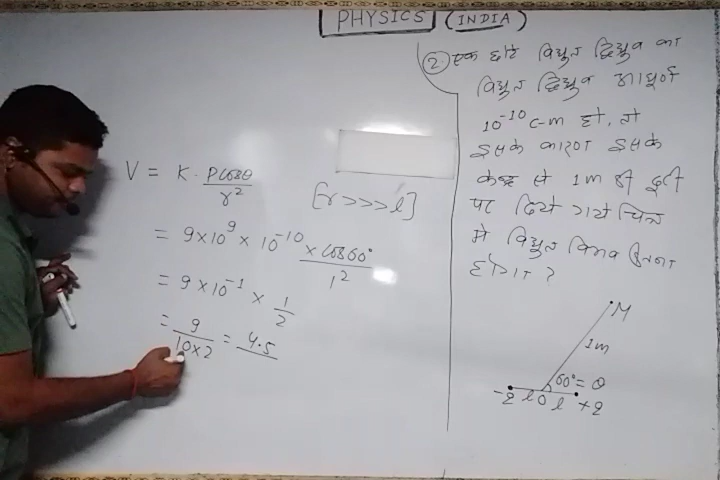 PHYSICS (INDIA)
V = K. PCosθ / r²
[r>>>l]
= 9×10⁹ × 10⁻¹⁰ × Cos60° / 1²
= 9×10⁻¹ × 1/2
= 9 / 10×2 = 4.5
2. एक छोटे विद्युत द्विध्रुव का
विद्युत द्विध्रुव आघूर्ण
10⁻¹⁰ C-m हो, तो
इसके कारण इसके
केन्द्र से 1m की दूरी
पर दिये गये चित्र
मे विद्युत विभव कितना
होगा ?
M
1m
60° = θ
-q l O l +q